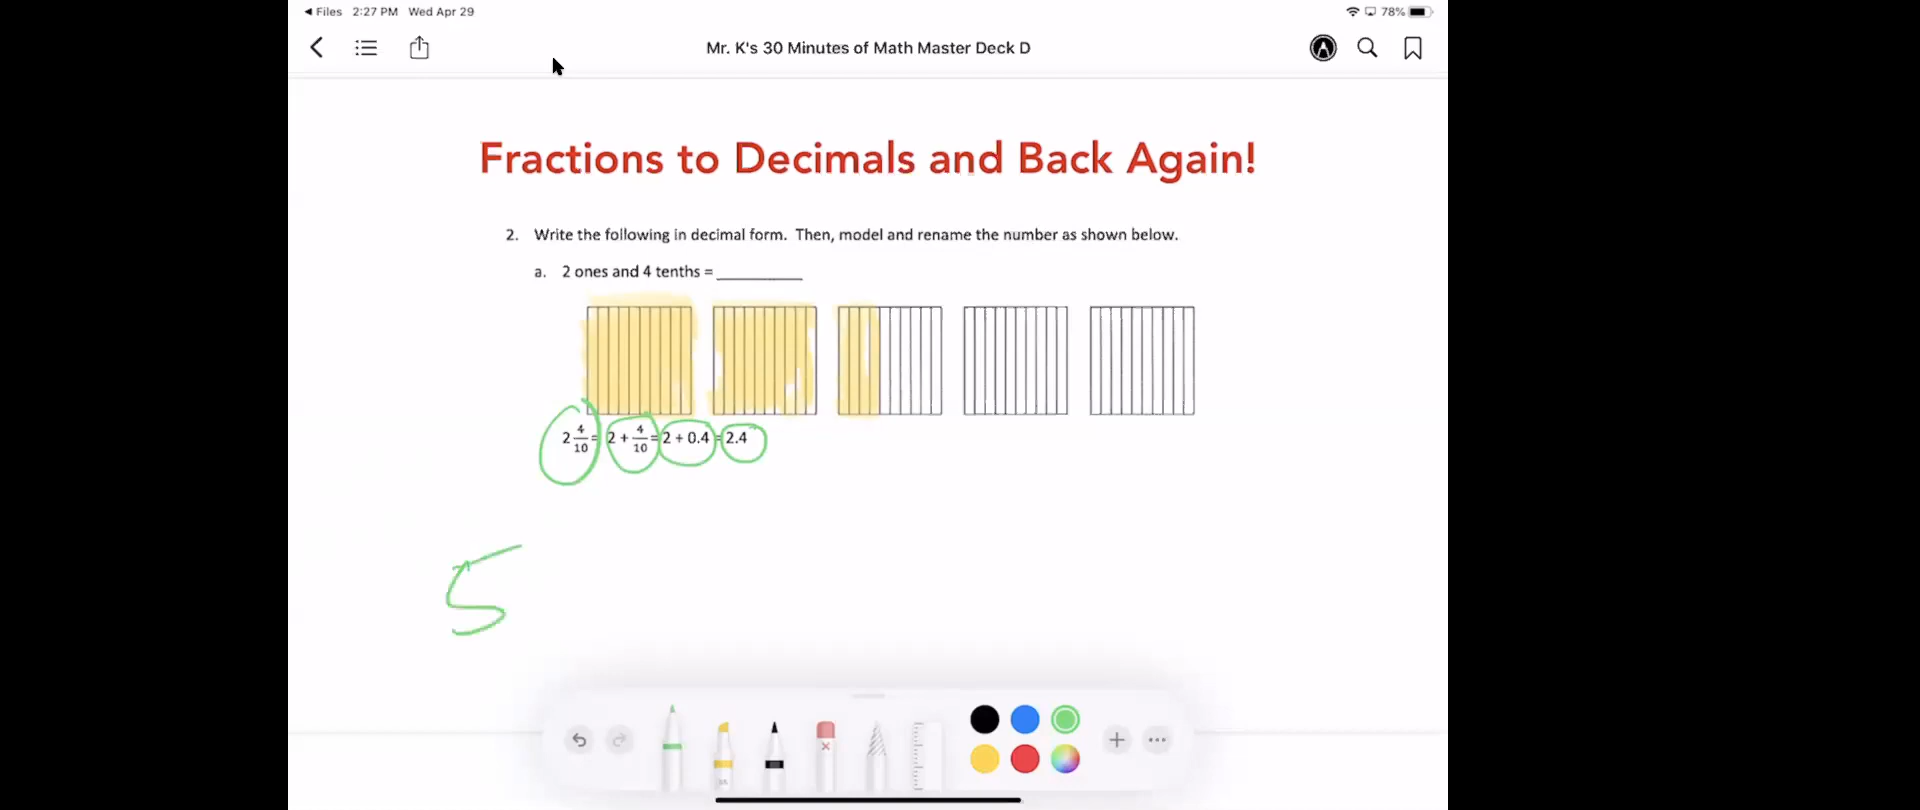 ◀ Files 2:27 PM Wed Apr 29 78%
Mr. K's 30 Minutes of Math Master Deck D
Fractions to Decimals and Back Again!
2. Write the following in decimal form. Then, model and rename the number as shown below.
a. 2 ones and 4 tenths = __________
2 4/10 = 2 + 4/10 = 2 + 0.4 = 2.4
5